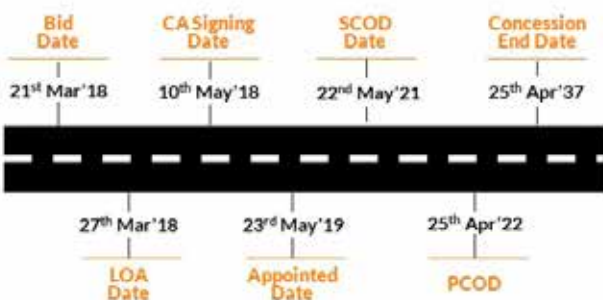 Bid
Date
CA Signing
Date
SCOD
Date
Concession
End Date
21st Mar'18
10th May'18
22nd May'21
25th Apr'37
27th Mar'18
23rd May'19
25th Apr'22
LOA
Date
Appointed
Date
PCOD